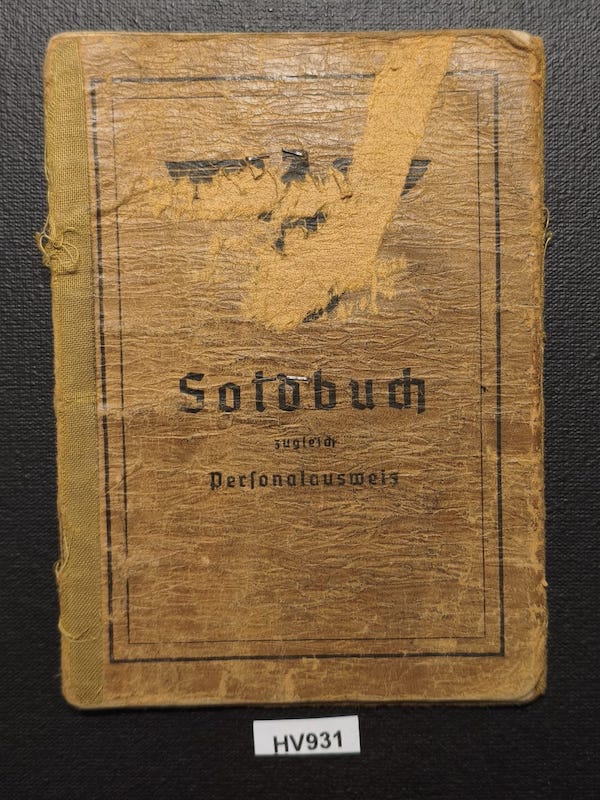 Soldbuch
zugleich
Personalausweis
HV931